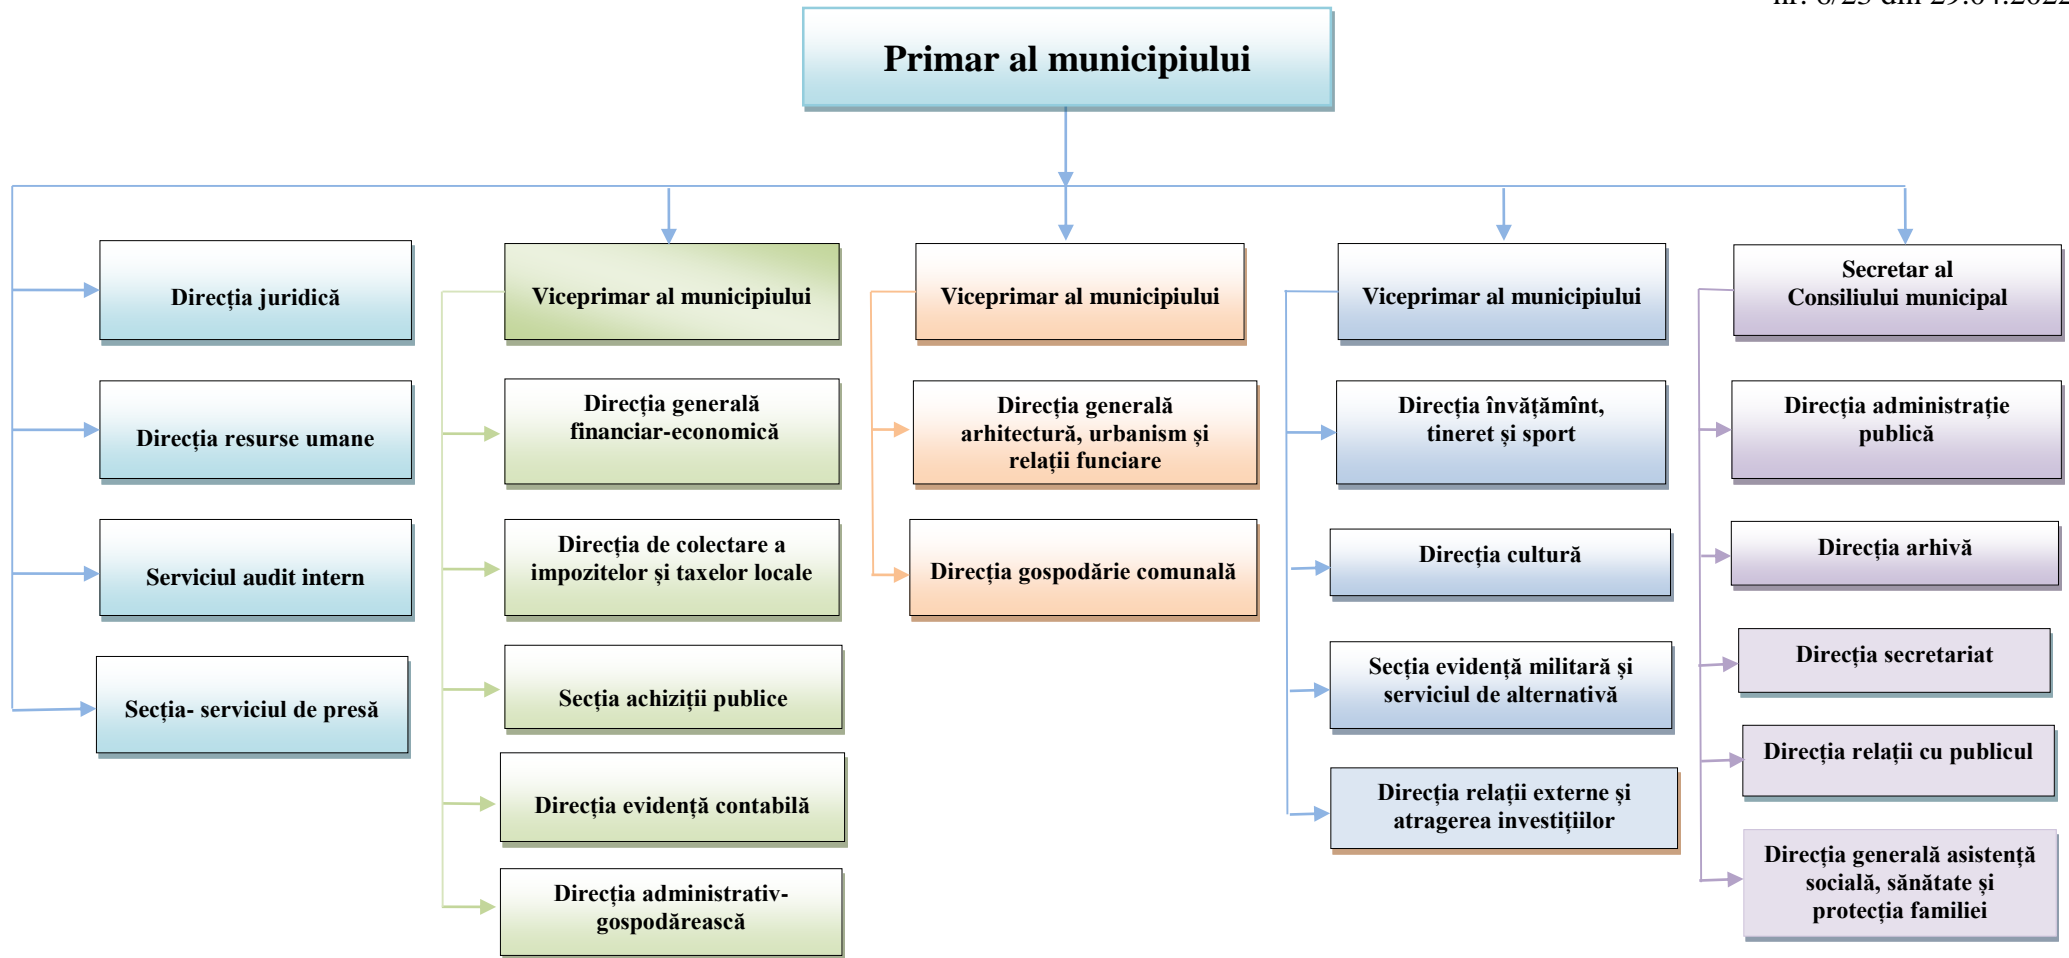 Primar al municipiului
Direcția juridică
Direcția resurse umane
Serviciul audit intern
Secția- serviciul de presă
Viceprimar al municipiului
Direcția generală
financiar-economică
Direcția de colectare a
impozitelor și taxelor locale
Secția achiziții publice
Direcția evidență contabilă
Direcția administrativ-
gospodărească
Viceprimar al municipiului
Direcția generală
arhitectură, urbanism și
relații funciare
Direcția gospodărie comunală
Viceprimar al municipiului
Direcția învățămînt,
tineret și sport
Direcția cultură
Secția evidență militară și
serviciul de alternativă
Direcția relații externe și
atragerea investițiilor
Secretar al
Consiliului municipal
Direcția administrație
publică
Direcția arhivă
Direcția secretariat
Direcția relații cu publicul
Direcția generală asistență
socială, sănătate și
protecția familiei